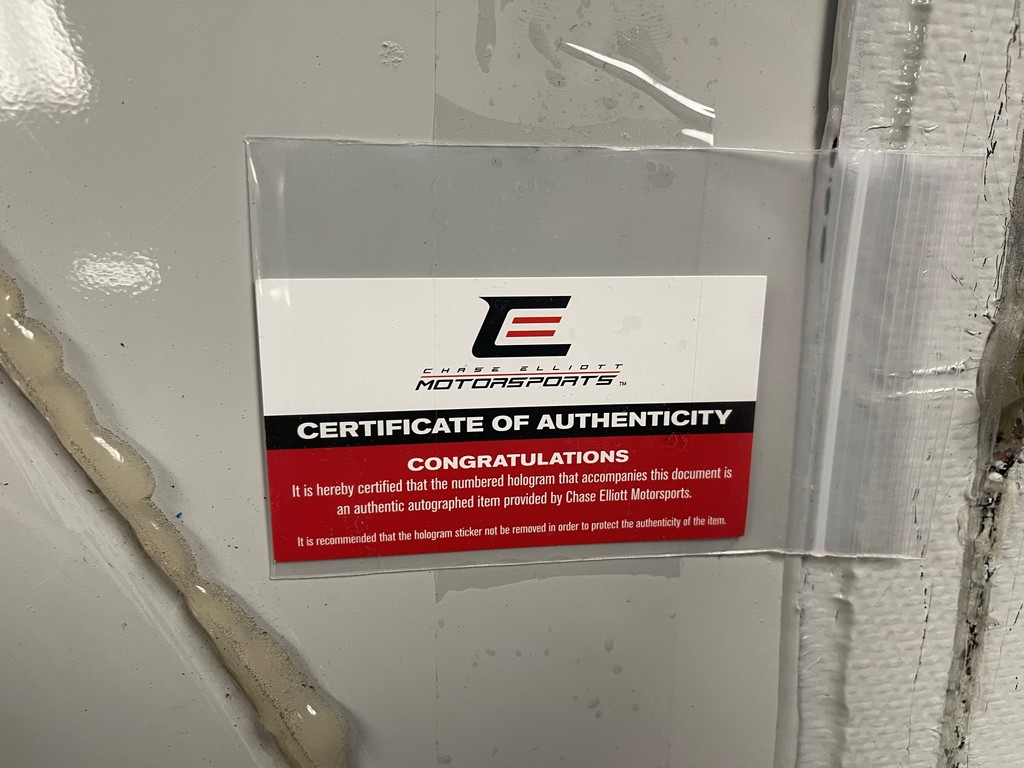 CE
CHASE ELLIOTT
MOTORSPORTS™
CERTIFICATE OF AUTHENTICITY
CONGRATULATIONS
It is hereby certified that the numbered hologram that accompanies this document is
an authentic autographed item provided by Chase Elliott Motorsports.
It is recommended that the hologram sticker not be removed in order to protect the authenticity of the item.